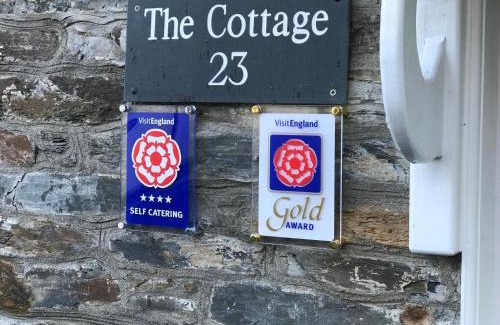 The Cottage
23
VisitEngland
★★★★
SELF CATERING
VisitEngland
Gold
AWARD